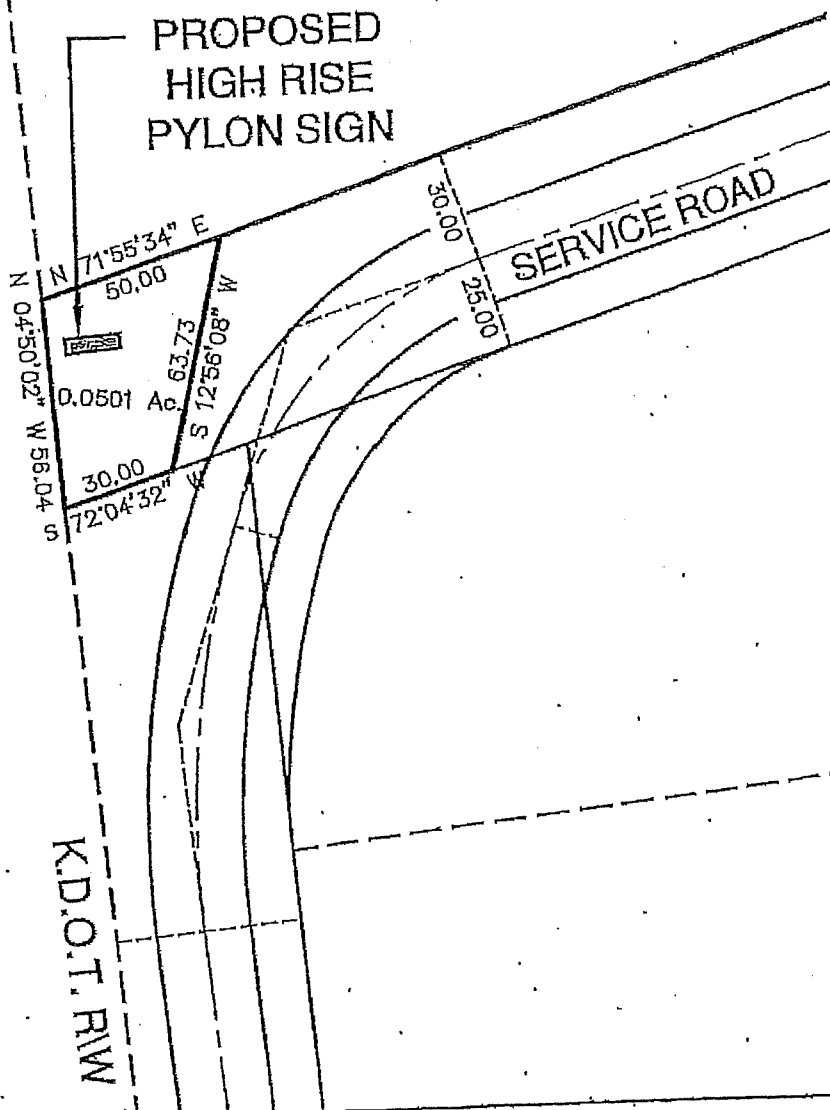 PROPOSED
HIGH RISE
PYLON SIGN
N 71°55'34" E
50.00
30.00
25.00
SERVICE ROAD
N 04°50'02" W 56.04
63.73
S 12°56'08" W
0.0501 Ac.
30.00
S 72°04'32" W
K.D.O.T. R\W